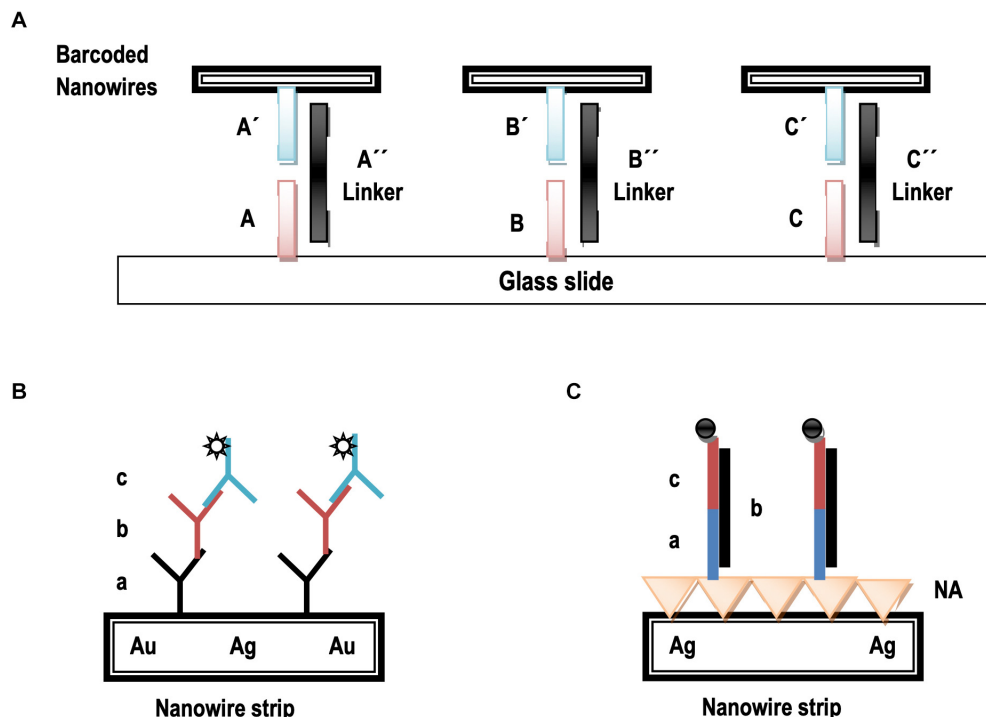 A
Barcoded
Nanowires
A´ B´ C´
A´´ B´´ C´´
Linker Linker Linker
A B C
Glass slide
B
c
b
a
Au Ag Au
Nanowire strip
C
c
b
a
NA
Ag Ag
Nanowire strip